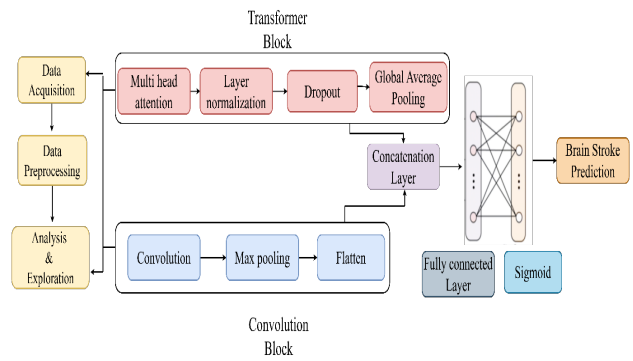 Transformer
Block
Data
Acquisition
Data
Preprocessing
Analysis
&
Exploration
Multi head
attention
Layer
normalization
Dropout
Global Average
Pooling
Concatenation
Layer
Convolution
Max pooling
Flatten
Convolution
Block
Fully connected
Layer
Sigmoid
Brain Stroke
Prediction